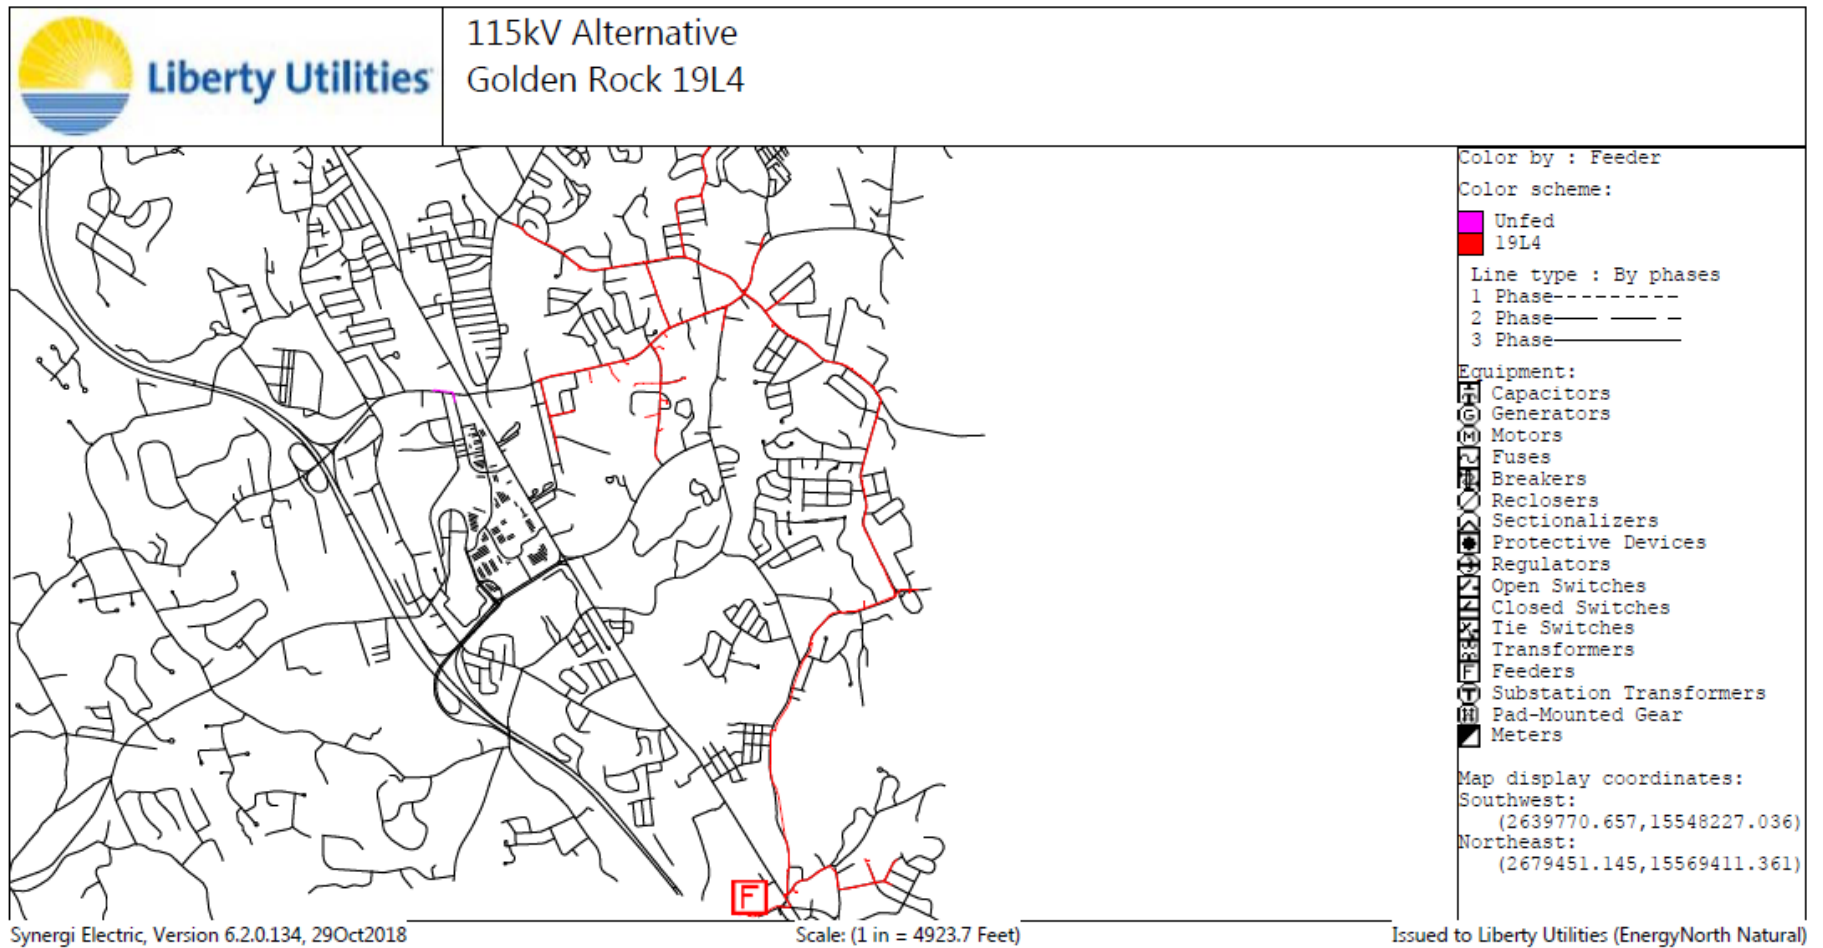 Liberty Utilities
115kV Alternative
Golden Rock 19L4
Color by : Feeder
Color scheme:
Unfed
19L4
Line type : By phases
1 Phase
2 Phase
3 Phase
Equipment:
Capacitors
G Generators
M Motors
Fuses
Breakers
Reclosers
Sectionalizers
Protective Devices
Regulators
Open Switches
Closed Switches
Tie Switches
Transformers
F Feeders
T Substation Transformers
Pad-Mounted Gear
Meters
Map display coordinates:
Southwest:
(2639770.657,15548227.036)
Northeast:
(2679451.145,15569411.361)
F
Synergi Electric, Version 6.2.0.134, 29Oct2018
Scale: (1 in = 4923.7 Feet)
Issued to Liberty Utilities (EnergyNorth Natural)